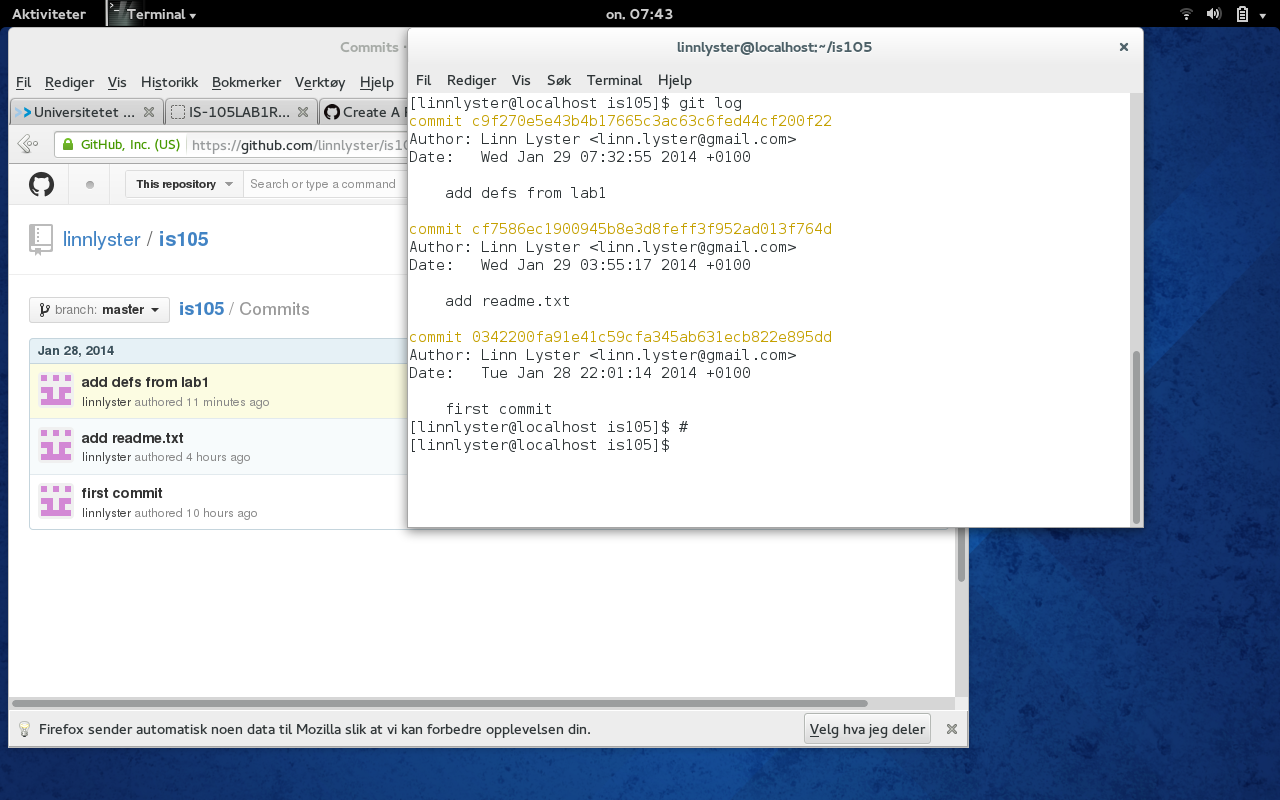 Aktiviteter Terminal on. 07:43
Commits ·
Fil Rediger Vis Historikk Bokmerker Verktøy Hjelp
Universitetet ... IS-105LAB1R... Create A
GitHub, Inc. (US) https://github.com/linnlyster/is10
This repository Search or type a command
linnlyster / is105
branch: master is105 / Commits
Jan 28, 2014
add defs from lab1
linnlyster authored 11 minutes ago
add readme.txt
linnlyster authored 4 hours ago
first commit
linnlyster authored 10 hours ago
Firefox sender automatisk noen data til Mozilla slik at vi kan forbedre opplevelsen din. Velg hva jeg deler
linnlyster@localhost:~/is105
Fil Rediger Vis Søk Terminal Hjelp
[linnlyster@localhost is105]$ git log
commit c9f270e5e43b4b17665c3ac63c6fed44cf200f22
Author: Linn Lyster <linn.lyster@gmail.com>
Date: Wed Jan 29 07:32:55 2014 +0100
add defs from lab1
commit cf7586ec1900945b8e3d8feff3f952ad013f764d
Author: Linn Lyster <linn.lyster@gmail.com>
Date: Wed Jan 29 03:55:17 2014 +0100
add readme.txt
commit 0342200fa91e41c59cfa345ab631ecb822e895dd
Author: Linn Lyster <linn.lyster@gmail.com>
Date: Tue Jan 28 22:01:14 2014 +0100
first commit
[linnlyster@localhost is105]$ #
[linnlyster@localhost is105]$